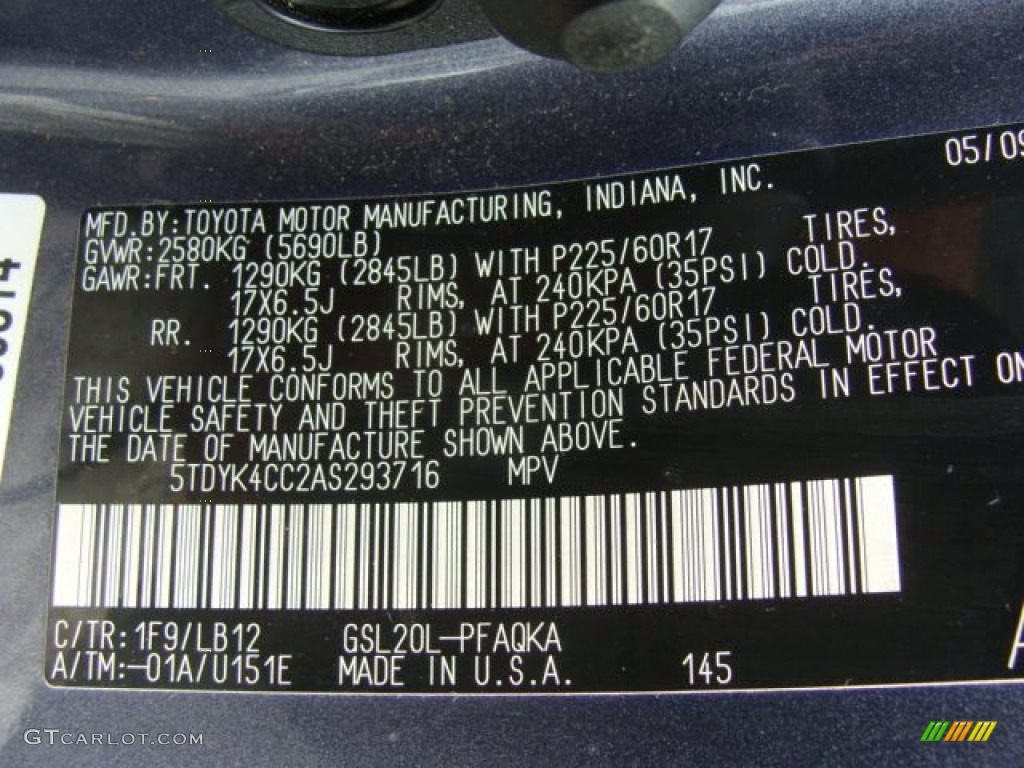 05/09
MFD.BY:TOYOTA MOTOR MANUFACTURING, INDIANA, INC.
GVWR:2580KG (5690LB)
GAWR:FRT. 1290KG (2845LB) WITH P225/60R17 TIRES,
17X6.5J RIMS, AT 240KPA (35PSI) COLD.
RR. 1290KG (2845LB) WITH P225/60R17 TIRES,
17X6.5J RIMS, AT 240KPA (35PSI) COLD.
THIS VEHICLE CONFORMS TO ALL APPLICABLE FEDERAL MOTOR
VEHICLE SAFETY AND THEFT PREVENTION STANDARDS IN EFFECT ON
THE DATE OF MANUFACTURE SHOWN ABOVE.
5TDYK4CC2AS293716 MPV
C/TR:1F9/LB12 GSL20L-PFAQKA
A/TM:-01A/U151E MADE IN U.S.A. 145
GTCARLOT.COM